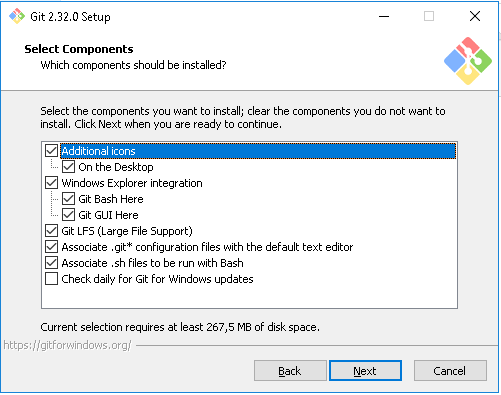 Git 2.32.0 Setup
Select Components
Which components should be installed?
Select the components you want to install; clear the components you do not want to
install. Click Next when you are ready to continue.
Additional icons
On the Desktop
Windows Explorer integration
Git Bash Here
Git GUI Here
Git LFS (Large File Support)
Associate .git* configuration files with the default text editor
Associate .sh files to be run with Bash
Check daily for Git for Windows updates
Current selection requires at least 267,5 MB of disk space.
https://gitforwindows.org/
Back
Next
Cancel